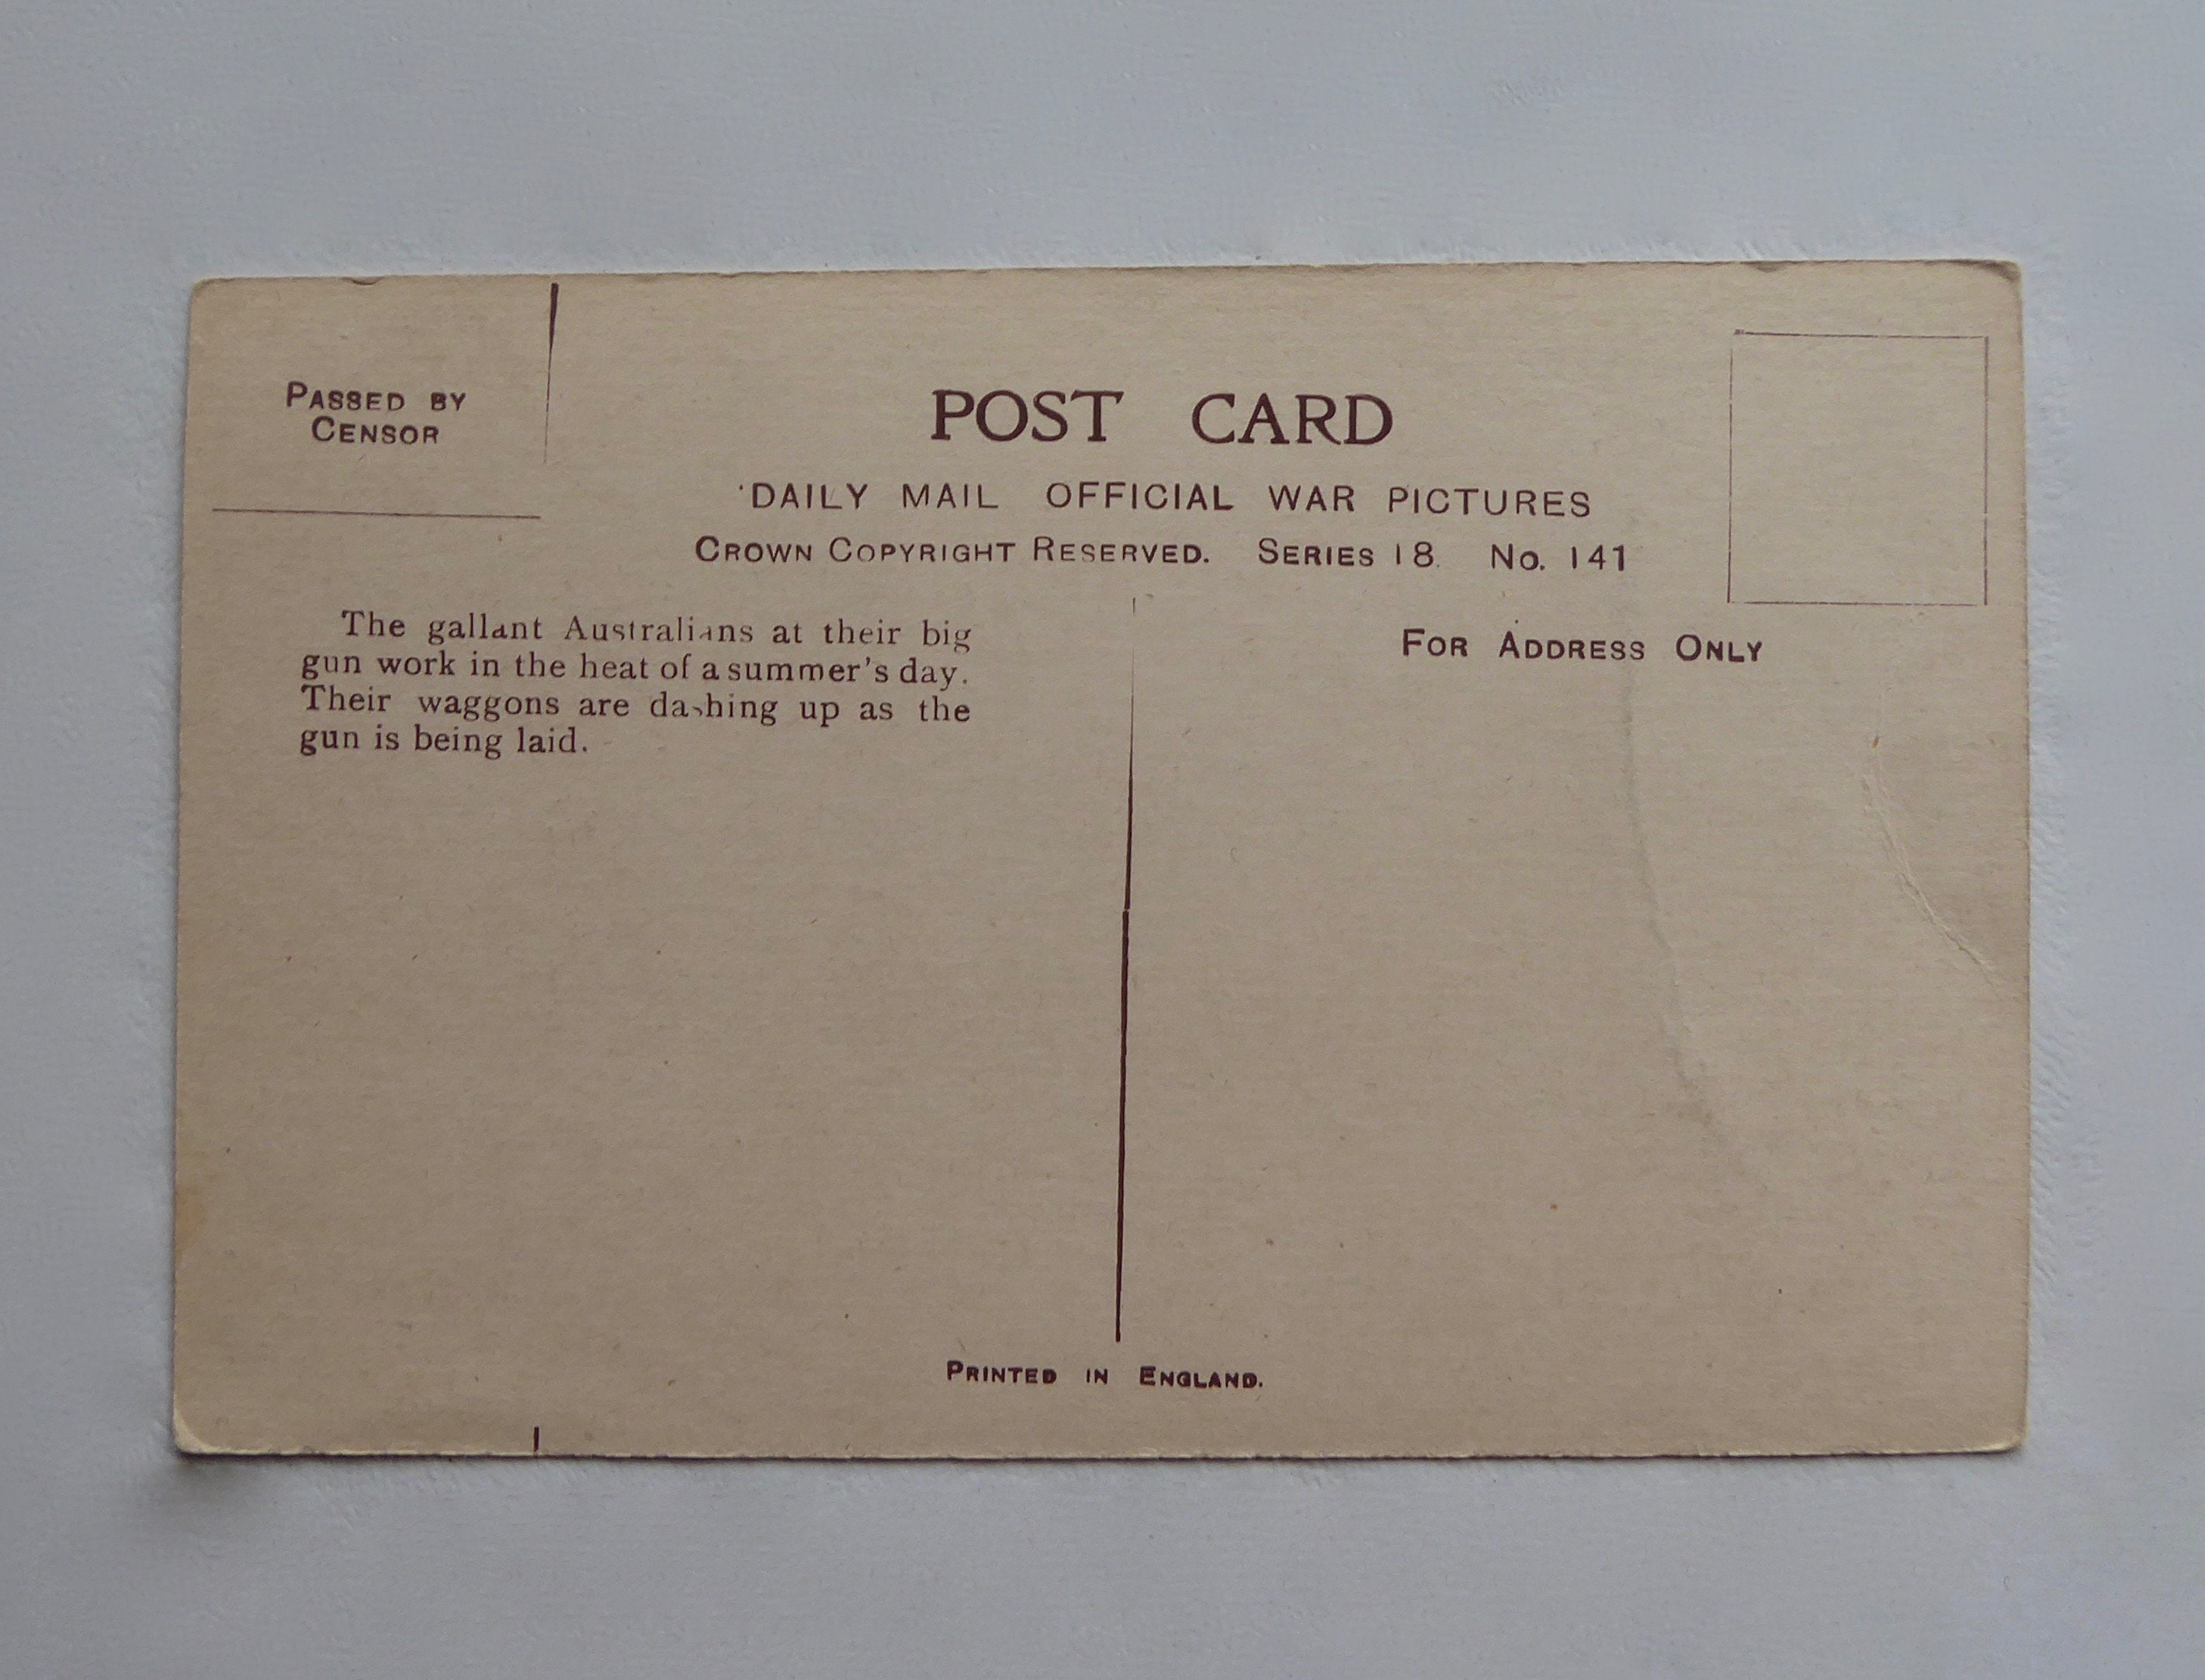 PASSED BY
CENSOR
POST CARD
DAILY MAIL OFFICIAL WAR PICTURES
CROWN COPYRIGHT RESERVED. SERIES 18. No. 141
The gallant Australians at their big
gun work in the heat of a summer's day.
Their waggons are dashing up as the
gun is being laid.
FOR ADDRESS ONLY
PRINTED IN ENGLAND.